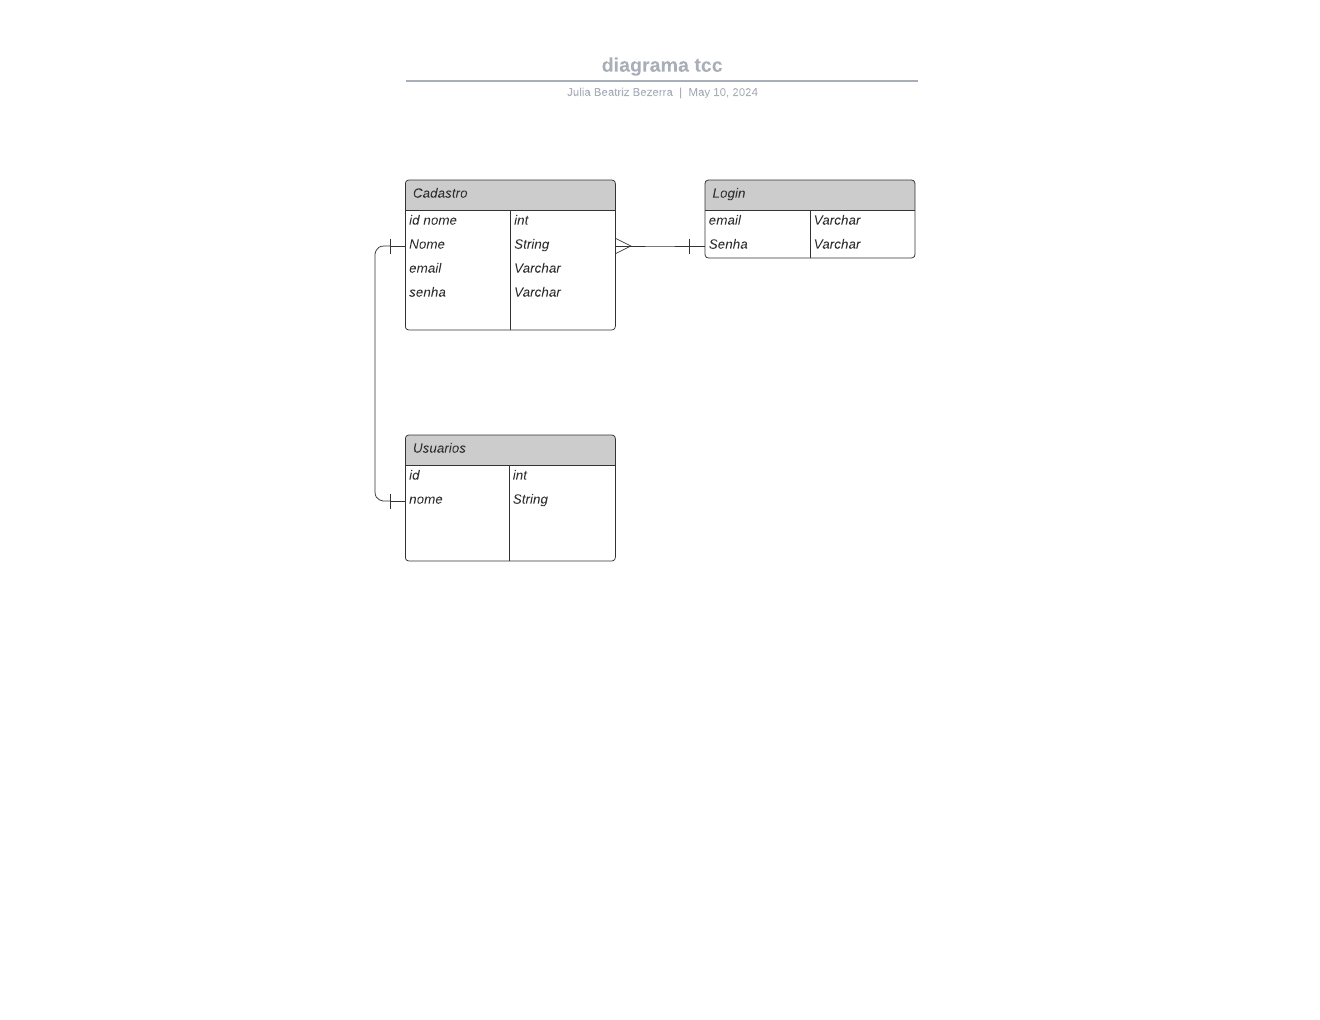 diagrama tcc
Julia Beatriz Bezerra | May 10, 2024
Cadastro
id nome int
Nome String
email Varchar
senha Varchar
Login
email Varchar
Senha Varchar
Usuarios
id int
nome String